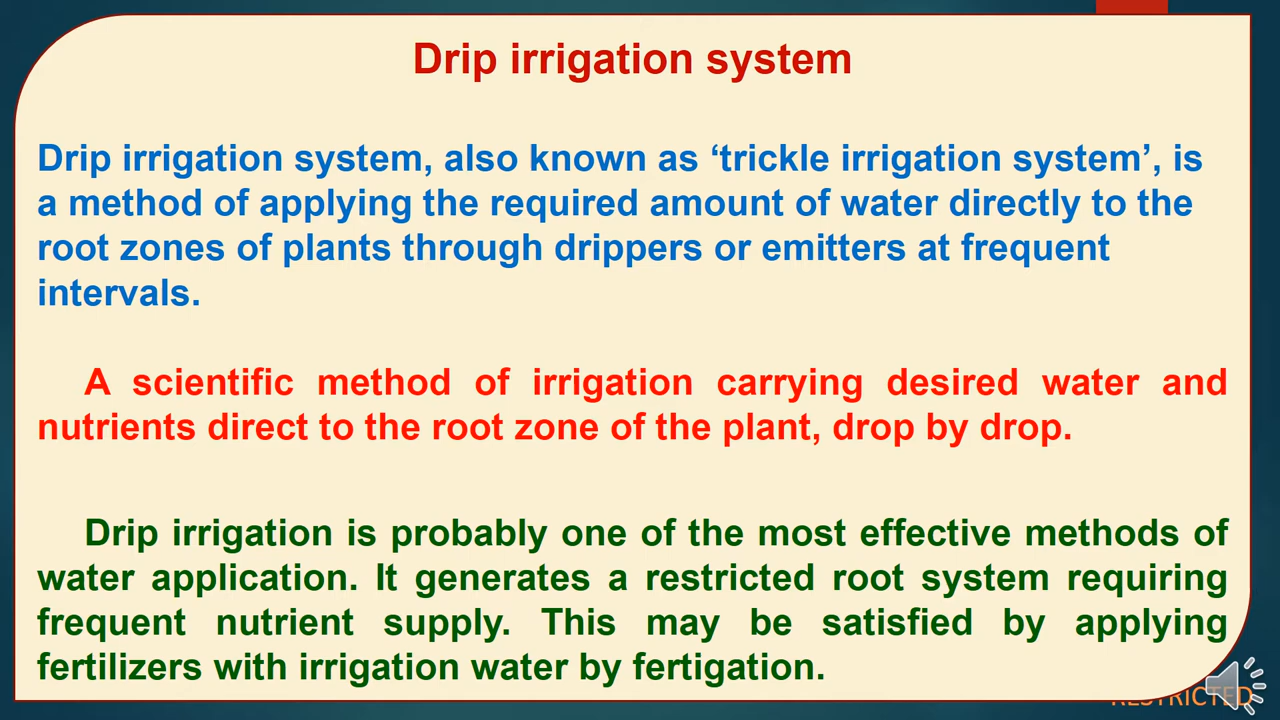 Drip irrigation system
Drip irrigation system, also known as ‘trickle irrigation system’, is
a method of applying the required amount of water directly to the
root zones of plants through drippers or emitters at frequent
intervals.
A scientific method of irrigation carrying desired water and
nutrients direct to the root zone of the plant, drop by drop.
Drip irrigation is probably one of the most effective methods of
water application. It generates a restricted root system requiring
frequent nutrient supply. This may be satisfied by applying
fertilizers with irrigation water by fertigation.
RESTRICTED